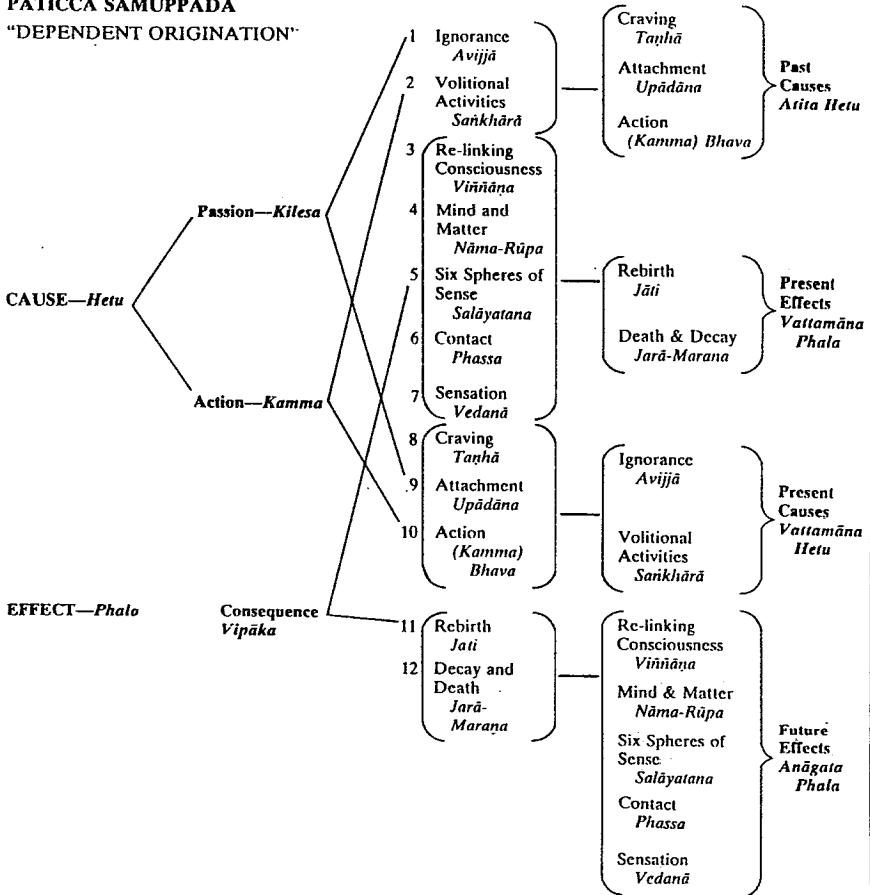 PATICCA SAMUPPADA
"DEPENDENT ORIGINATION"
1 Ignorance
Avijjā
2 Volitional
Activities
Saṅkhārā
Craving
Taṇhā
Attachment
Upādāna
Action
(Kamma) Bhava
Past
Causes
Atita Hetu
3 Re-linking
Consciousness
Viññāṇa
4 Mind and
Matter
Nāma-Rûpa
5 Six Spheres of
Sense
Salāyatana
6 Contact
Phassa
7 Sensation
Vedanā
Rebirth
Jāti
Death & Decay
Jarā-Marana
Present
Effects
Vattamāna
Phala
Passion—Kilesa
CAUSE—Hetu
Action—Kamma
8 Craving
Taṇhā
9 Attachment
Upādāna
10 Action
(Kamma)
Bhava
Ignorance
Avijjā
Volitional
Activities
Saṅkhārā
Present
Causes
Vattamāna
Hetu
EFFECT—Phala
Consequence
Vipāka
11 Rebirth
Jati
12 Decay and
Death
Jarā-
Maraṇa
Re-linking
Consciousness
Viññāṇa
Mind & Matter
Nāma-Rûpa
Six Spheres of
Sense
Salāyatana
Contact
Phassa
Sensation
Vedanā
Future
Effects
Anāgata
Phala